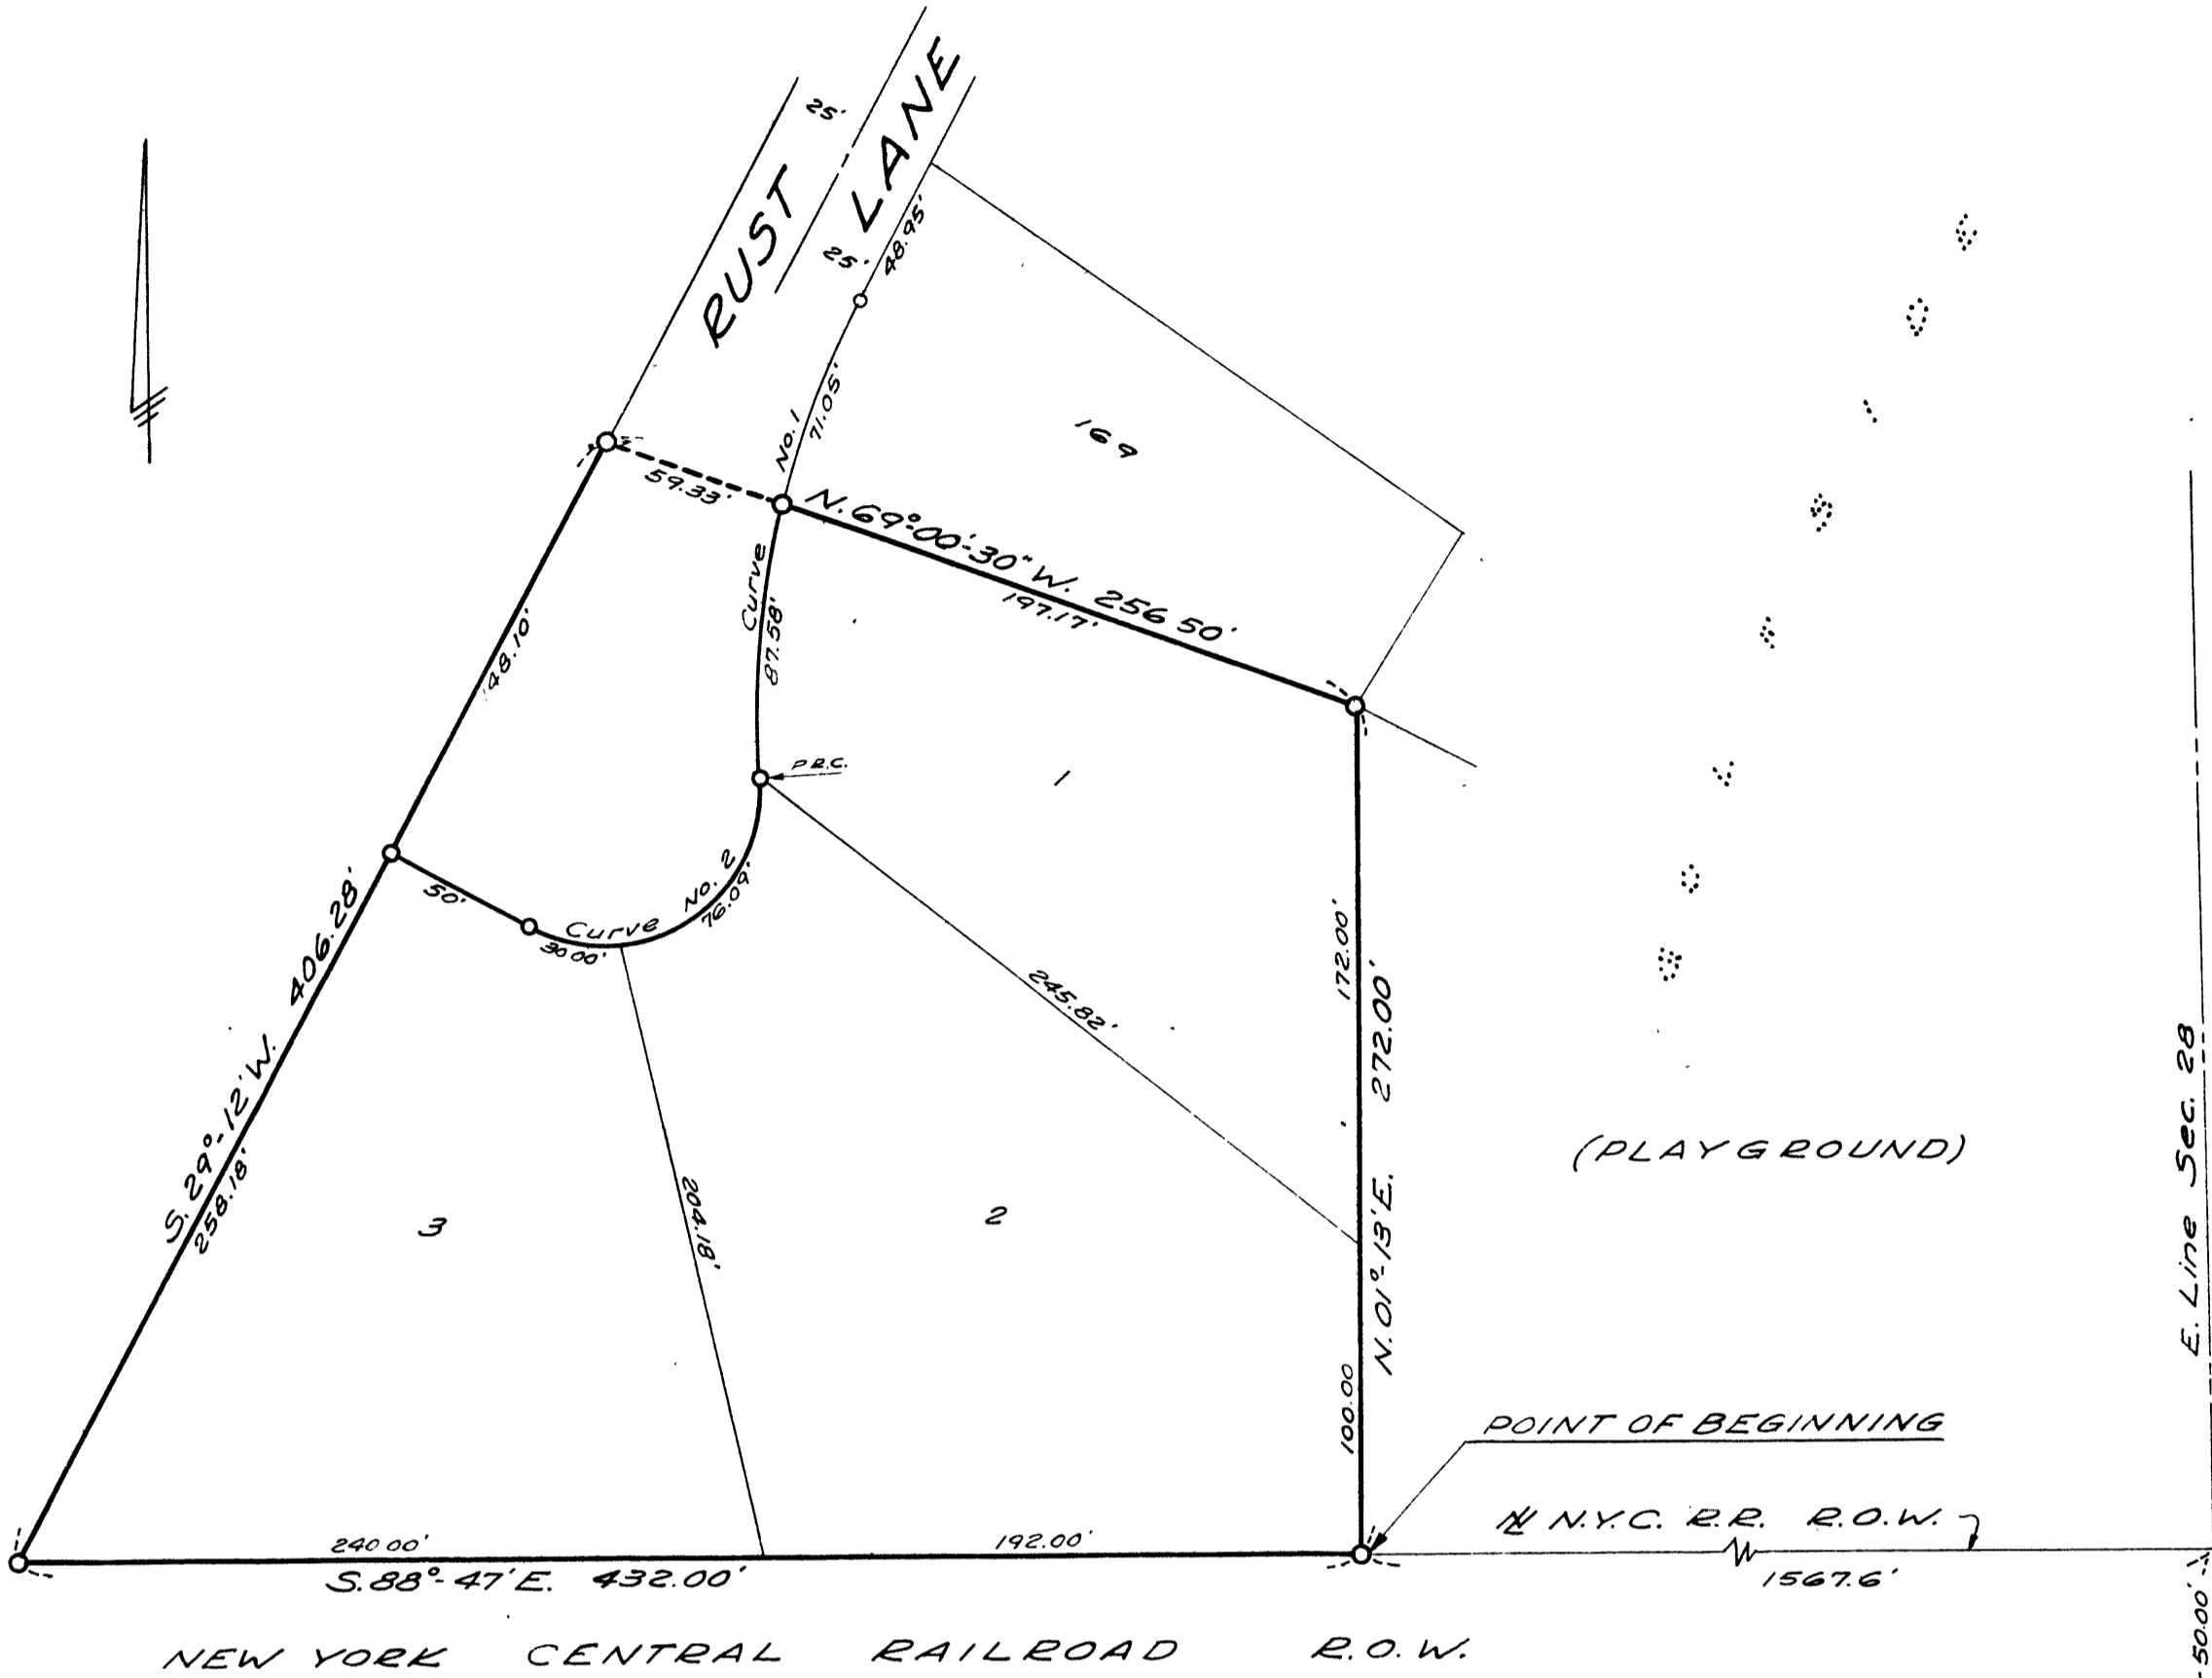 RUST LANE
25'
25'
48.95'
71.05'
No. 1
169
59.33'
N. 69°-00'-30" W. 256 50'
197.17'
Curve
87.58'
148.10'
P.R.C.
1
50'
Curve No. 2
30 00'
76.09'
S. 29°-12' W. 406.28'
258.18'
245.82'
172.00'
N. 01°-13' E. 272.00'
100.00
204.18'
3
2
(PLAYGROUND)
E. Line Sec. 28
POINT OF BEGINNING
N.Y.C. R.R. R.O.W.
240 00'
192.00'
S. 88°-47' E. 432.00'
1567.6'
50.00'
NEW YORK CENTRAL RAILROAD R.O.W.